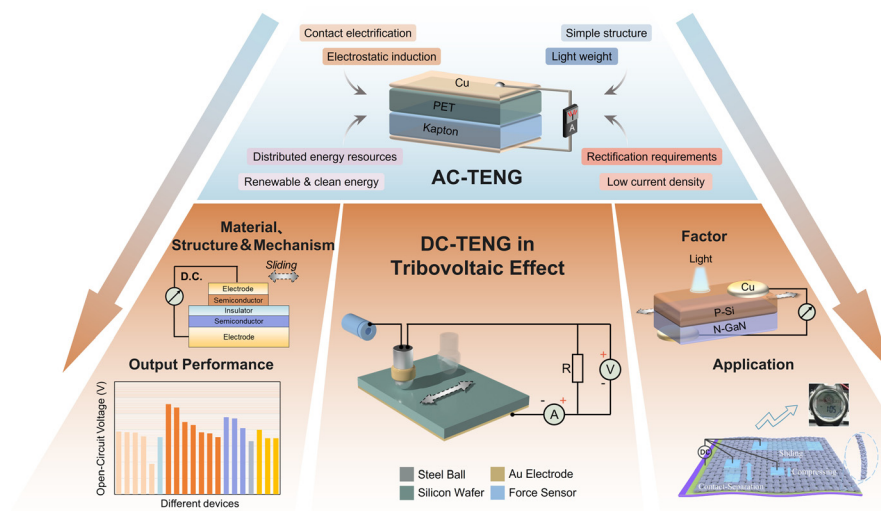 Contact electrification
Electrostatic induction
Simple structure
Light weight
Cu
PET
Kapton
A
Distributed energy resources
Renewable & clean energy
Rectification requirements
Low current density
AC-TENG
Material、
Structure & Mechanism
D.C.
Sliding
Electrode
Semiconductor
Insulator
Semiconductor
Electrode
Output Performance
Open-Circuit Voltage (V)
Different devices
DC-TENG in
Tribovoltaic Effect
R
+
V
-
-
+
A
Steel Ball
Au Electrode
Silicon Wafer
Force Sensor
Factor
Light
Cu
P-Si
N-GaN
Application
DC
Sliding
Compressing
Contact-Separation